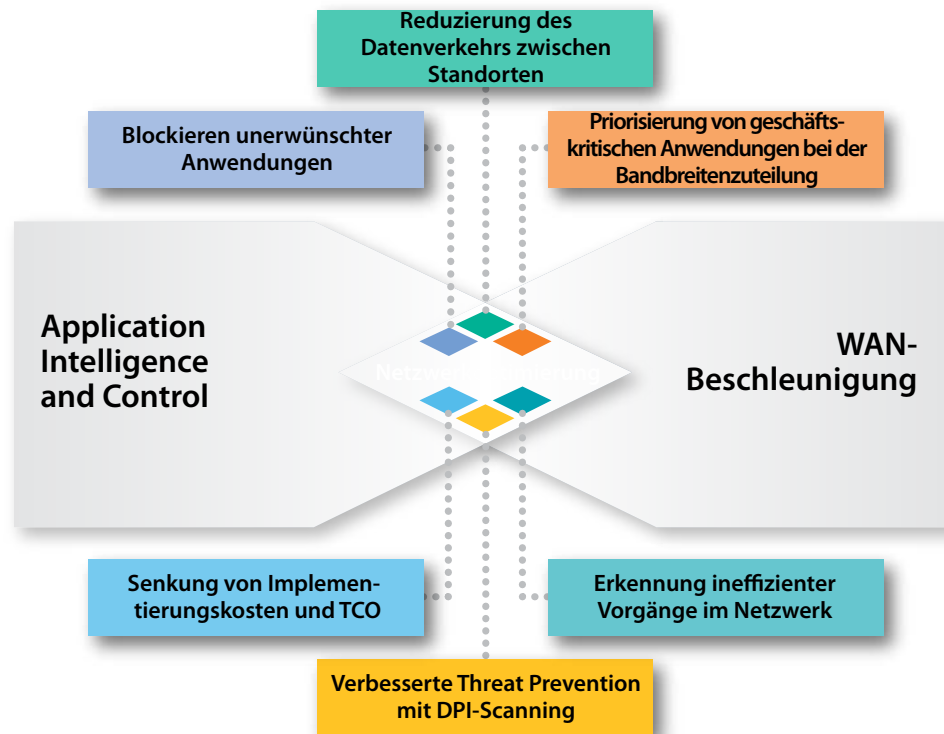 Reduzierung des
Datenverkehrs zwischen
Standorten
Blockieren unerwünschter
Anwendungen
Priorisierung von geschäfts-
kritischen Anwendungen bei der
Bandbreitenzuteilung
Application
Intelligence
and Control
WAN-
Beschleunigung
Senkung von Implemen-
tierungskosten und TCO
Erkennung ineffizienter
Vorgänge im Netzwerk
Verbesserte Threat Prevention
mit DPI-Scanning